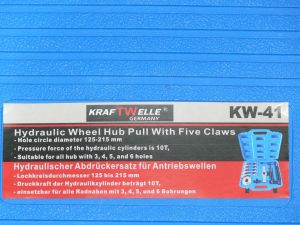 KRAFTWELLE®
GERMANY
KW-41
Hydraulic Wheel Hub Pull With Five Claws
- Hole circle diameter 125-215 mm
- Pressure force of the hydraulic cylinders is 10T,
- Suitable for all hub with 3, 4, 5, and 6 holes
Hydraulischer Abdrückersatz für Antriebswellen
- Lochkreisdurchmesser 125 bis 215 mm
- Druckkraft der Hydraulikzylinder beträgt 10T,
- einsetzbar für alle Radnaben mit 3, 4, 5, und 6 Bohrungen